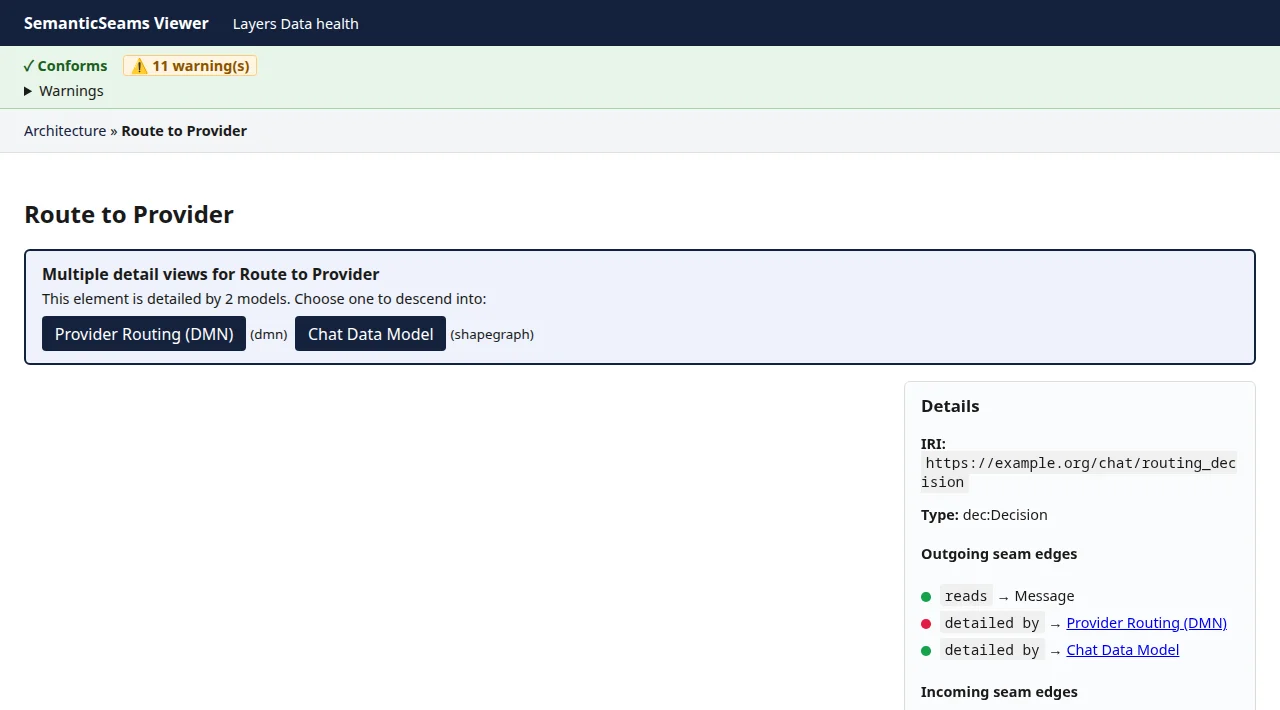 SemanticSeams Viewer Layers Data health
✓ Conforms ⚠️ 11 warning(s)
▶ Warnings
Architecture » Route to Provider
Route to Provider
Multiple detail views for Route to Provider
This element is detailed by 2 models. Choose one to descend into:
Provider Routing (DMN) (dmn) Chat Data Model (shapegraph)
Details
IRI:
https://example.org/chat/routing_dec
ision
Type: dec:Decision
Outgoing seam edges
reads → Message
detailed by → Provider Routing (DMN)
detailed by → Chat Data Model
Incoming seam edges